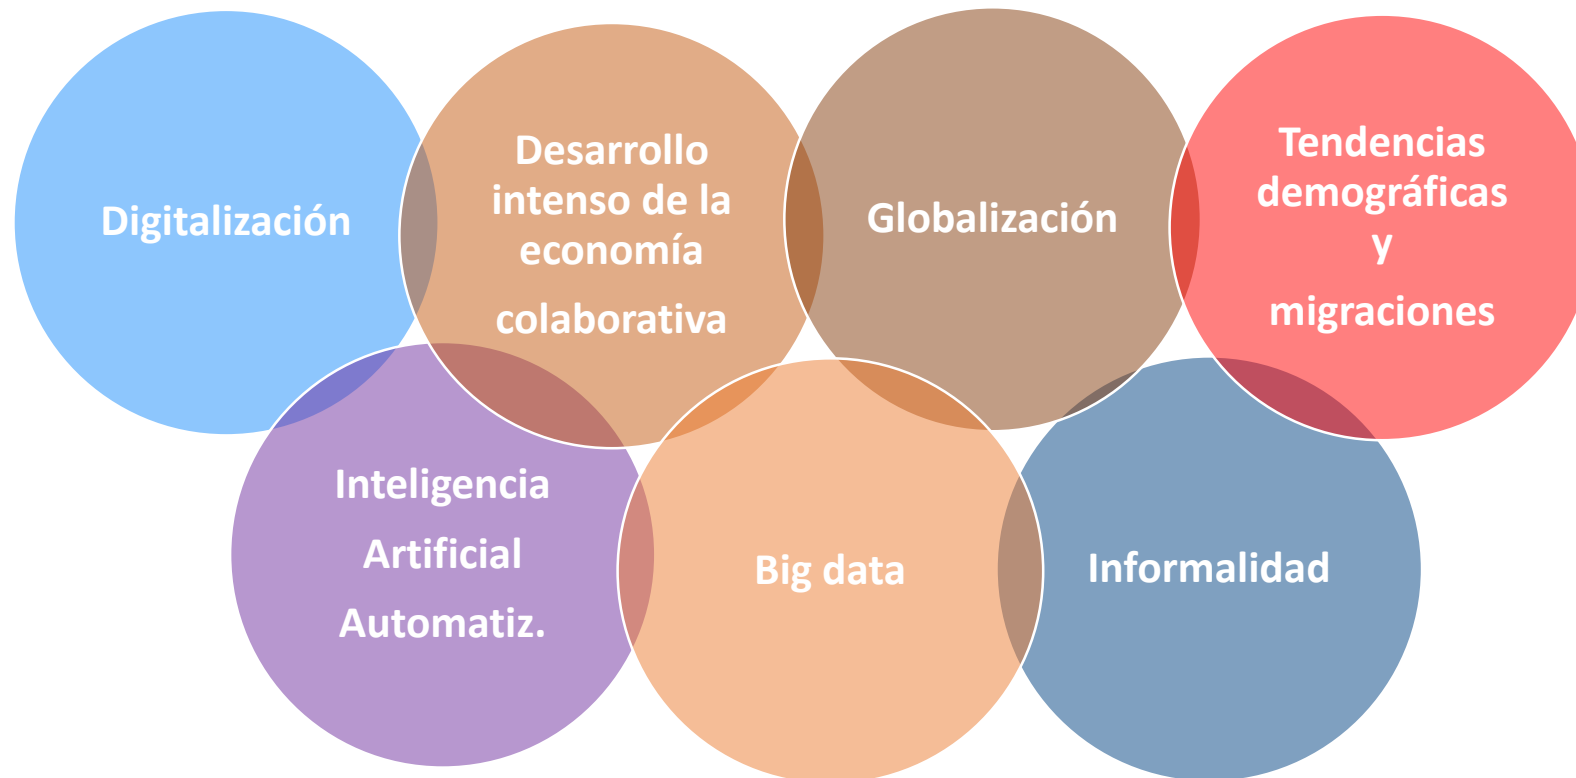 Digitalización
Desarrollo
intenso de la
economía
colaborativa
Globalización
Tendencias
demográficas
y
migraciones
Inteligencia
Artificial
Automatiz.
Big data
Informalidad